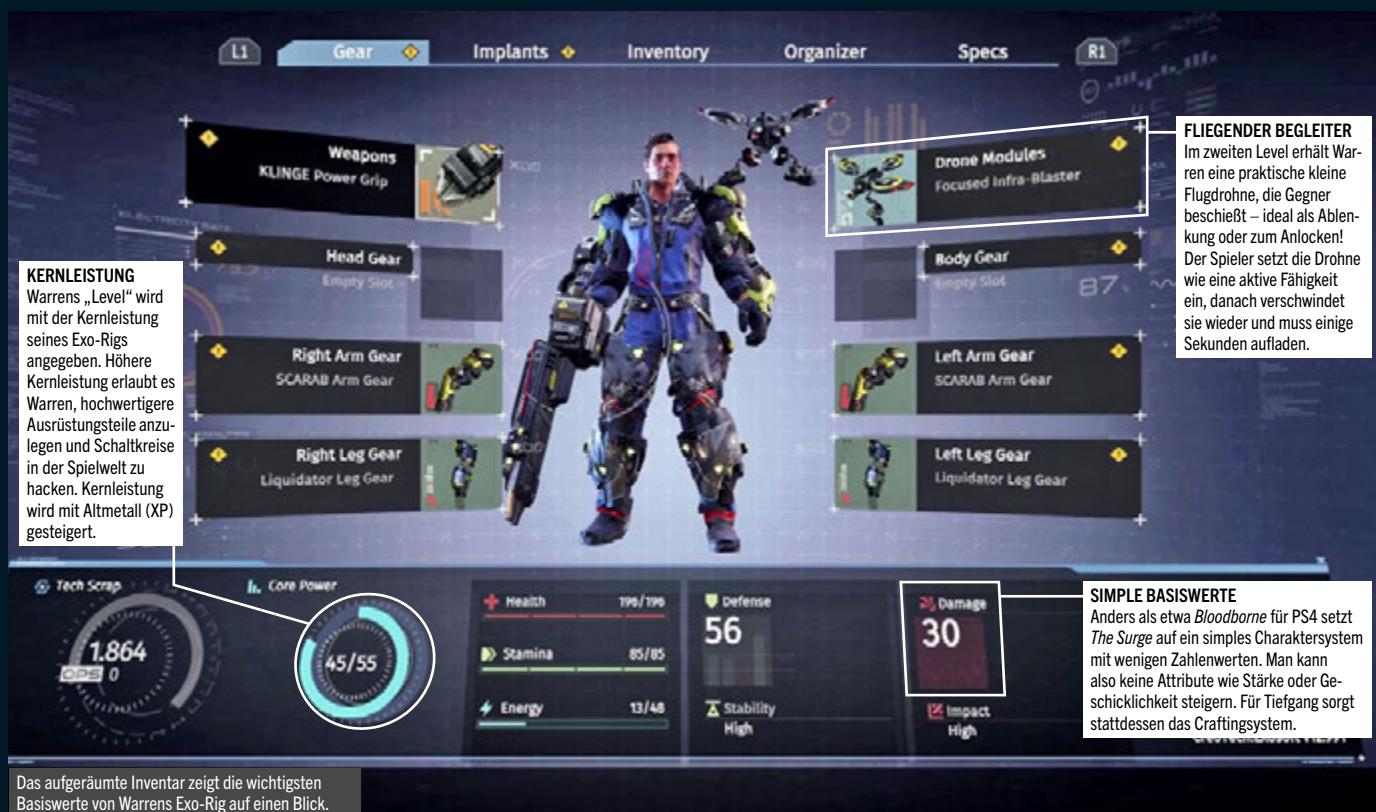 L1
Gear
Implants
Inventory
Organizer
Specs
R1
Weapons
KLINGE Power Grip
Head Gear
Empty Slot
Right Arm Gear
SCARAB Arm Gear
Right Leg Gear
Liquidator Leg Gear
Drone Modules
Focused Infra-Blaster
Body Gear
Empty Slot
87
Left Arm Gear
SCARAB Arm Gear
Left Leg Gear
Liquidator Leg Gear
KERNLEISTUNG
Warrens „Level“ wird
mit der Kernleistung
seines Exo-Rigs
angegeben. Höhere
Kernleistung erlaubt es
Warren, hochwertigere
Ausrüstungsteile anzu-
legen und Schaltkreise
in der Spielwelt zu
hacken. Kernleistung
wird mit Altmetall (XP)
gesteigert.
FLIEGENDER BEGLEITER
Im zweiten Level erhält War-
ren eine praktische kleine
Flugdrohne, die Gegner
beschießt – ideal als Ablen-
kung oder zum Anlocken!
Der Spieler setzt die Drohne
wie eine aktive Fähigkeit
ein, danach verschwindet
sie wieder und muss einige
Sekunden aufladen.
Tech Scrap
1.864
OPS 0
Core Power
45/55
Health 196/196
Stamina 85/85
Energy 13/48
Defense
56
Stability
High
Damage
30
Impact
High
SIMPLE BASISWERTE
Anders als etwa Bloodborne für PS4 setzt
The Surge auf ein simples Charaktersystem
mit wenigen Zahlenwerten. Man kann
also keine Attribute wie Stärke oder Ge-
schicklichkeit steigern. Für Tiefgang sorgt
stattdessen das Craftingsystem.
Das aufgeräumte Inventar zeigt die wichtigsten
Basiswerte von Warrens Exo-Rig auf einen Blick.